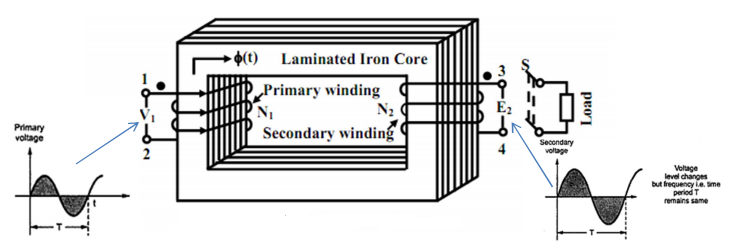 ϕ(t)
Laminated Iron Core
1
V1
2
Primary winding
N1
N2
Secondary winding
3
E2
4
S
Load
Primary
voltage
t
T
Secondary
voltage
T
Voltage
level changes
but frequency i.e. time
period T
remains same